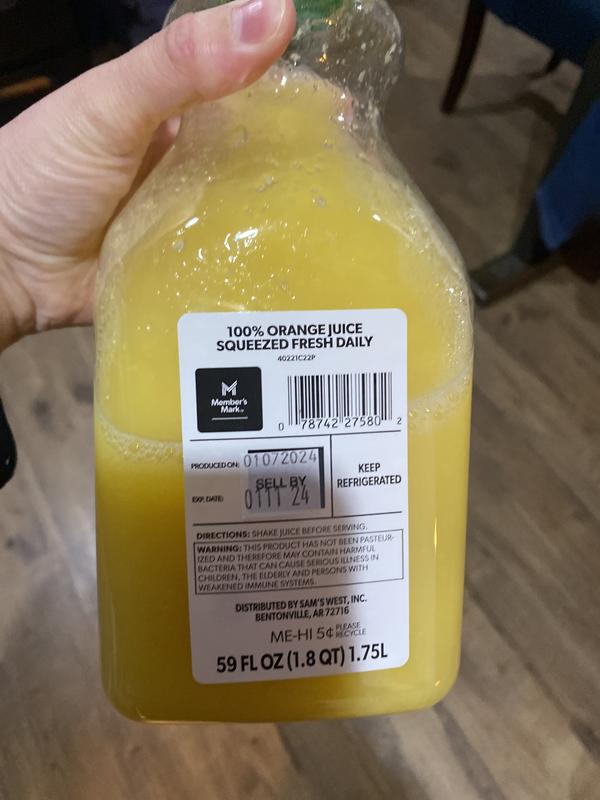 100% ORANGE JUICE
SQUEEZED FRESH DAILY
40221C22P
M
Member's
Mark™
0 78742 27580 2
PRODUCED ON: 01072024
SELL BY
EXP. DATE: 0111 24
KEEP
REFRIGERATED
DIRECTIONS: SHAKE JUICE BEFORE SERVING.
WARNING: THIS PRODUCT HAS NOT BEEN PASTEUR-
IZED AND THEREFORE MAY CONTAIN HARMFUL
BACTERIA THAT CAN CAUSE SERIOUS ILLNESS IN
CHILDREN, THE ELDERLY AND PERSONS WITH
WEAKENED IMMUNE SYSTEMS.
DISTRIBUTED BY SAM'S WEST, INC.
BENTONVILLE, AR 72716
ME-HI 5¢ PLEASE
RECYCLE
59 FL OZ (1.8 QT) 1.75L